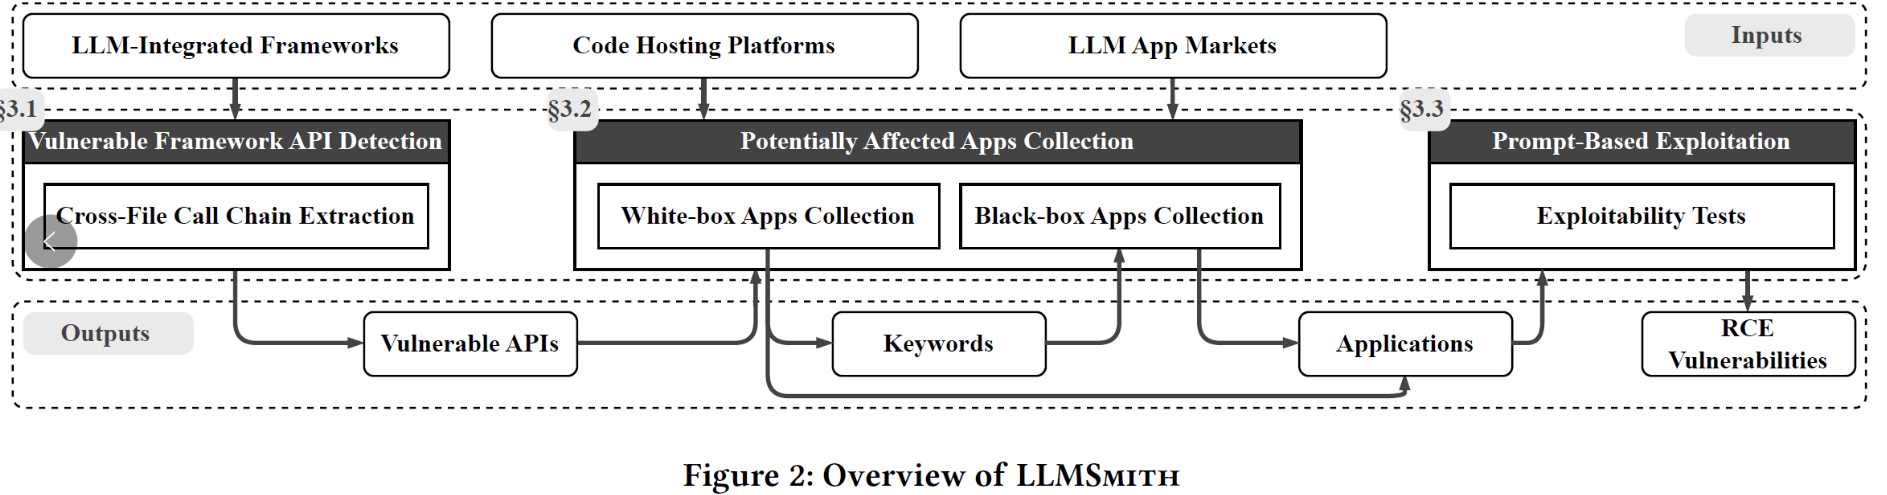 LLM-Integrated Frameworks
Code Hosting Platforms
LLM App Markets
Inputs
§3.1
§3.2
§3.3
Vulnerable Framework API Detection
Potentially Affected Apps Collection
Prompt-Based Exploitation
Cross-File Call Chain Extraction
White-box Apps Collection
Black-box Apps Collection
Exploitability Tests
Outputs
Vulnerable APIs
Keywords
Applications
RCE
Vulnerabilities
Figure 2: Overview of LLMSmith